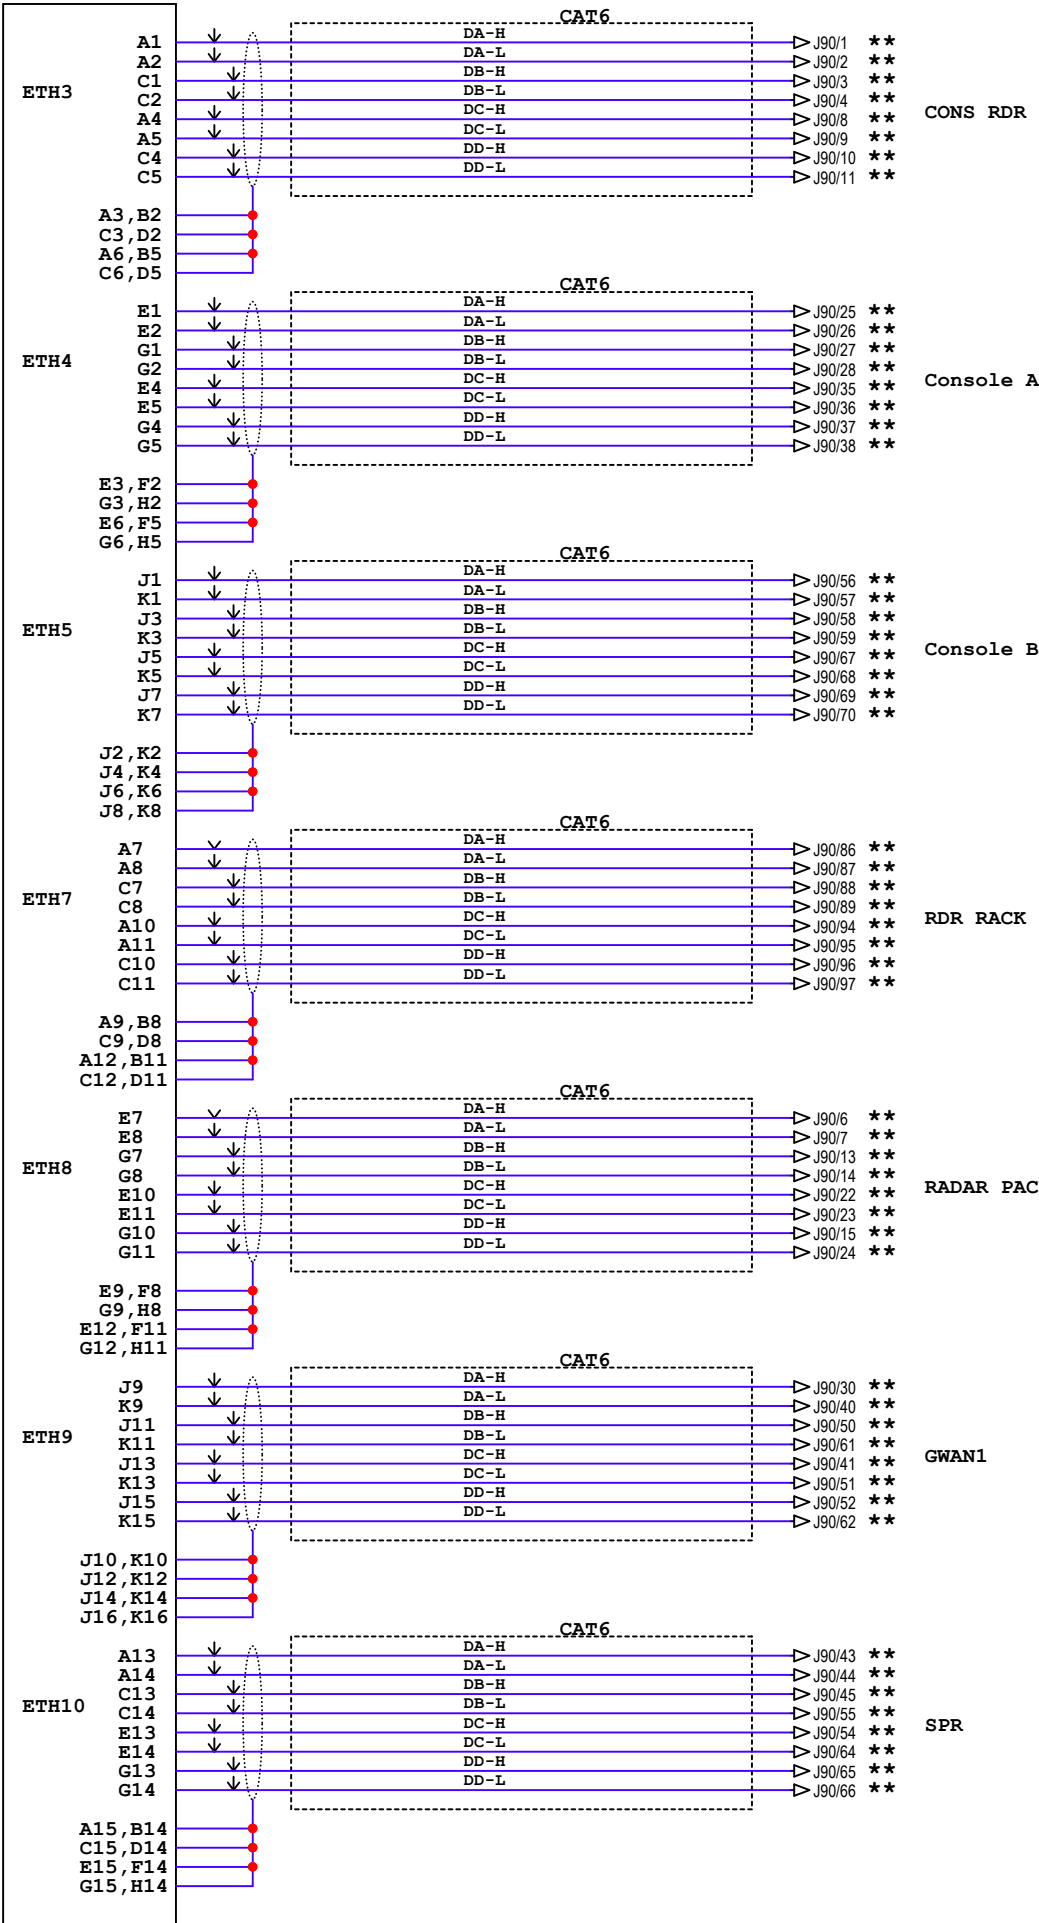 CAT6
A1 DA-H J90/1 **
A2 DA-L J90/2 **
C1 DB-H J90/3 **
ETH3
C2 DB-L J90/4 **
A4 DC-H J90/8 **
CONS RDR
A5 DC-L J90/9 **
C4 DD-H J90/10 **
C5 DD-L J90/11 **
A3,B2
C3,D2
A6,B5
C6,D5
CAT6
E1 DA-H J90/25 **
E2 DA-L J90/26 **
G1 DB-H J90/27 **
ETH4
G2 DB-L J90/28 **
E4 DC-H J90/35 **
Console A
E5 DC-L J90/36 **
G4 DD-H J90/37 **
G5 DD-L J90/38 **
E3,F2
G3,H2
E6,F5
G6,H5
CAT6
J1 DA-H J90/56 **
K1 DA-L J90/57 **
J3 DB-H J90/58 **
ETH5
K3 DB-L J90/59 **
J5 DC-H J90/67 **
Console B
K5 DC-L J90/68 **
J7 DD-H J90/69 **
K7 DD-L J90/70 **
J2,K2
J4,K4
J6,K6
J8,K8
CAT6
A7 DA-H J90/86 **
A8 DA-L J90/87 **
C7 DB-H J90/88 **
ETH7
C8 DB-L J90/89 **
A10 DC-H J90/94 **
RDR RACK
A11 DC-L J90/95 **
C10 DD-H J90/96 **
C11 DD-L J90/97 **
A9,B8
C9,D8
A12,B11
C12,D11
CAT6
E7 DA-H J90/6 **
E8 DA-L J90/7 **
G7 DB-H J90/13 **
ETH8
G8 DB-L J90/14 **
E10 DC-H J90/22 **
RADAR PAC
E11 DC-L J90/23 **
G10 DD-H J90/15 **
G11 DD-L J90/24 **
E9,F8
G9,H8
E12,F11
G12,H11
CAT6
J9 DA-H J90/30 **
K9 DA-L J90/40 **
J11 DB-H J90/50 **
ETH9
K11 DB-L J90/61 **
J13 DC-H J90/41 **
GWAN1
K13 DC-L J90/51 **
J15 DD-H J90/52 **
K15 DD-L J90/62 **
J10,K10
J12,K12
J14,K14
J16,K16
CAT6
A13 DA-H J90/43 **
A14 DA-L J90/44 **
C13 DB-H J90/45 **
ETH10
C14 DB-L J90/55 **
E13 DC-H J90/54 **
SPR
E14 DC-L J90/64 **
G13 DD-H J90/65 **
G14 DD-L J90/66 **
A15,B14
C15,D14
E15,F14
G15,H14